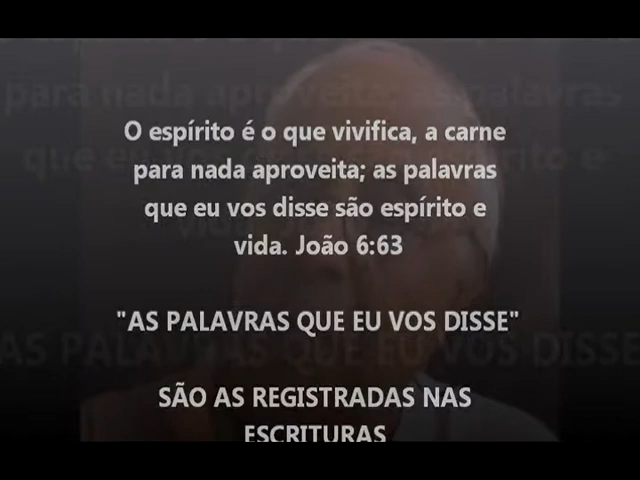 O espírito é o que vivifica, a carne
para nada aproveita; as palavras
que eu vos disse são espírito e
vida. João 6:63
"AS PALAVRAS QUE EU VOS DISSE"
SÃO AS REGISTRADAS NAS
ESCRITURAS